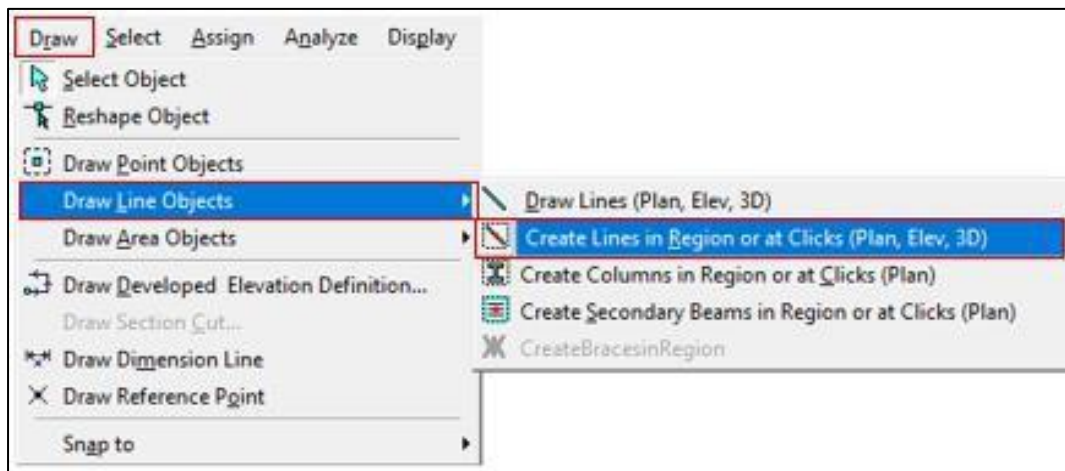 Draw Select Assign Analyze Display
Select Object
Reshape Object
Draw Point Objects
Draw Line Objects
Draw Area Objects
Draw Developed Elevation Definition...
Draw Section Cut...
Draw Dimension Line
Draw Reference Point
Snap to
Draw Lines (Plan, Elev, 3D)
Create Lines in Region or at Clicks (Plan, Elev, 3D)
Create Columns in Region or at Clicks (Plan)
Create Secondary Beams in Region or at Clicks (Plan)
CreateBracesinRegion